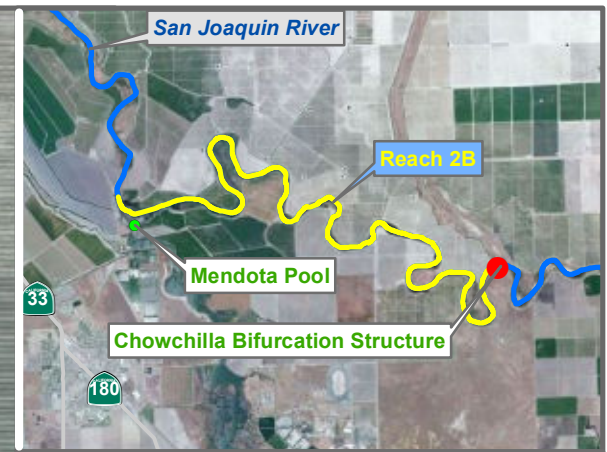 San Joaquin River
Reach 2B
Mendota Pool
33
Chowchilla Bifurcation Structure
180